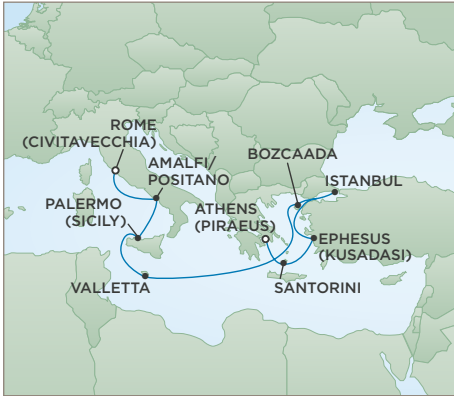 ROME
(CIVITAVECCHIA)
AMALFI/
POSITANO
BOZCAADA
ISTANBUL
PALERMO
(SICILY)
ATHENS
(PIRAEUS)
EPHESUS
(KUSADASI)
VALLETTA
SANTORINI